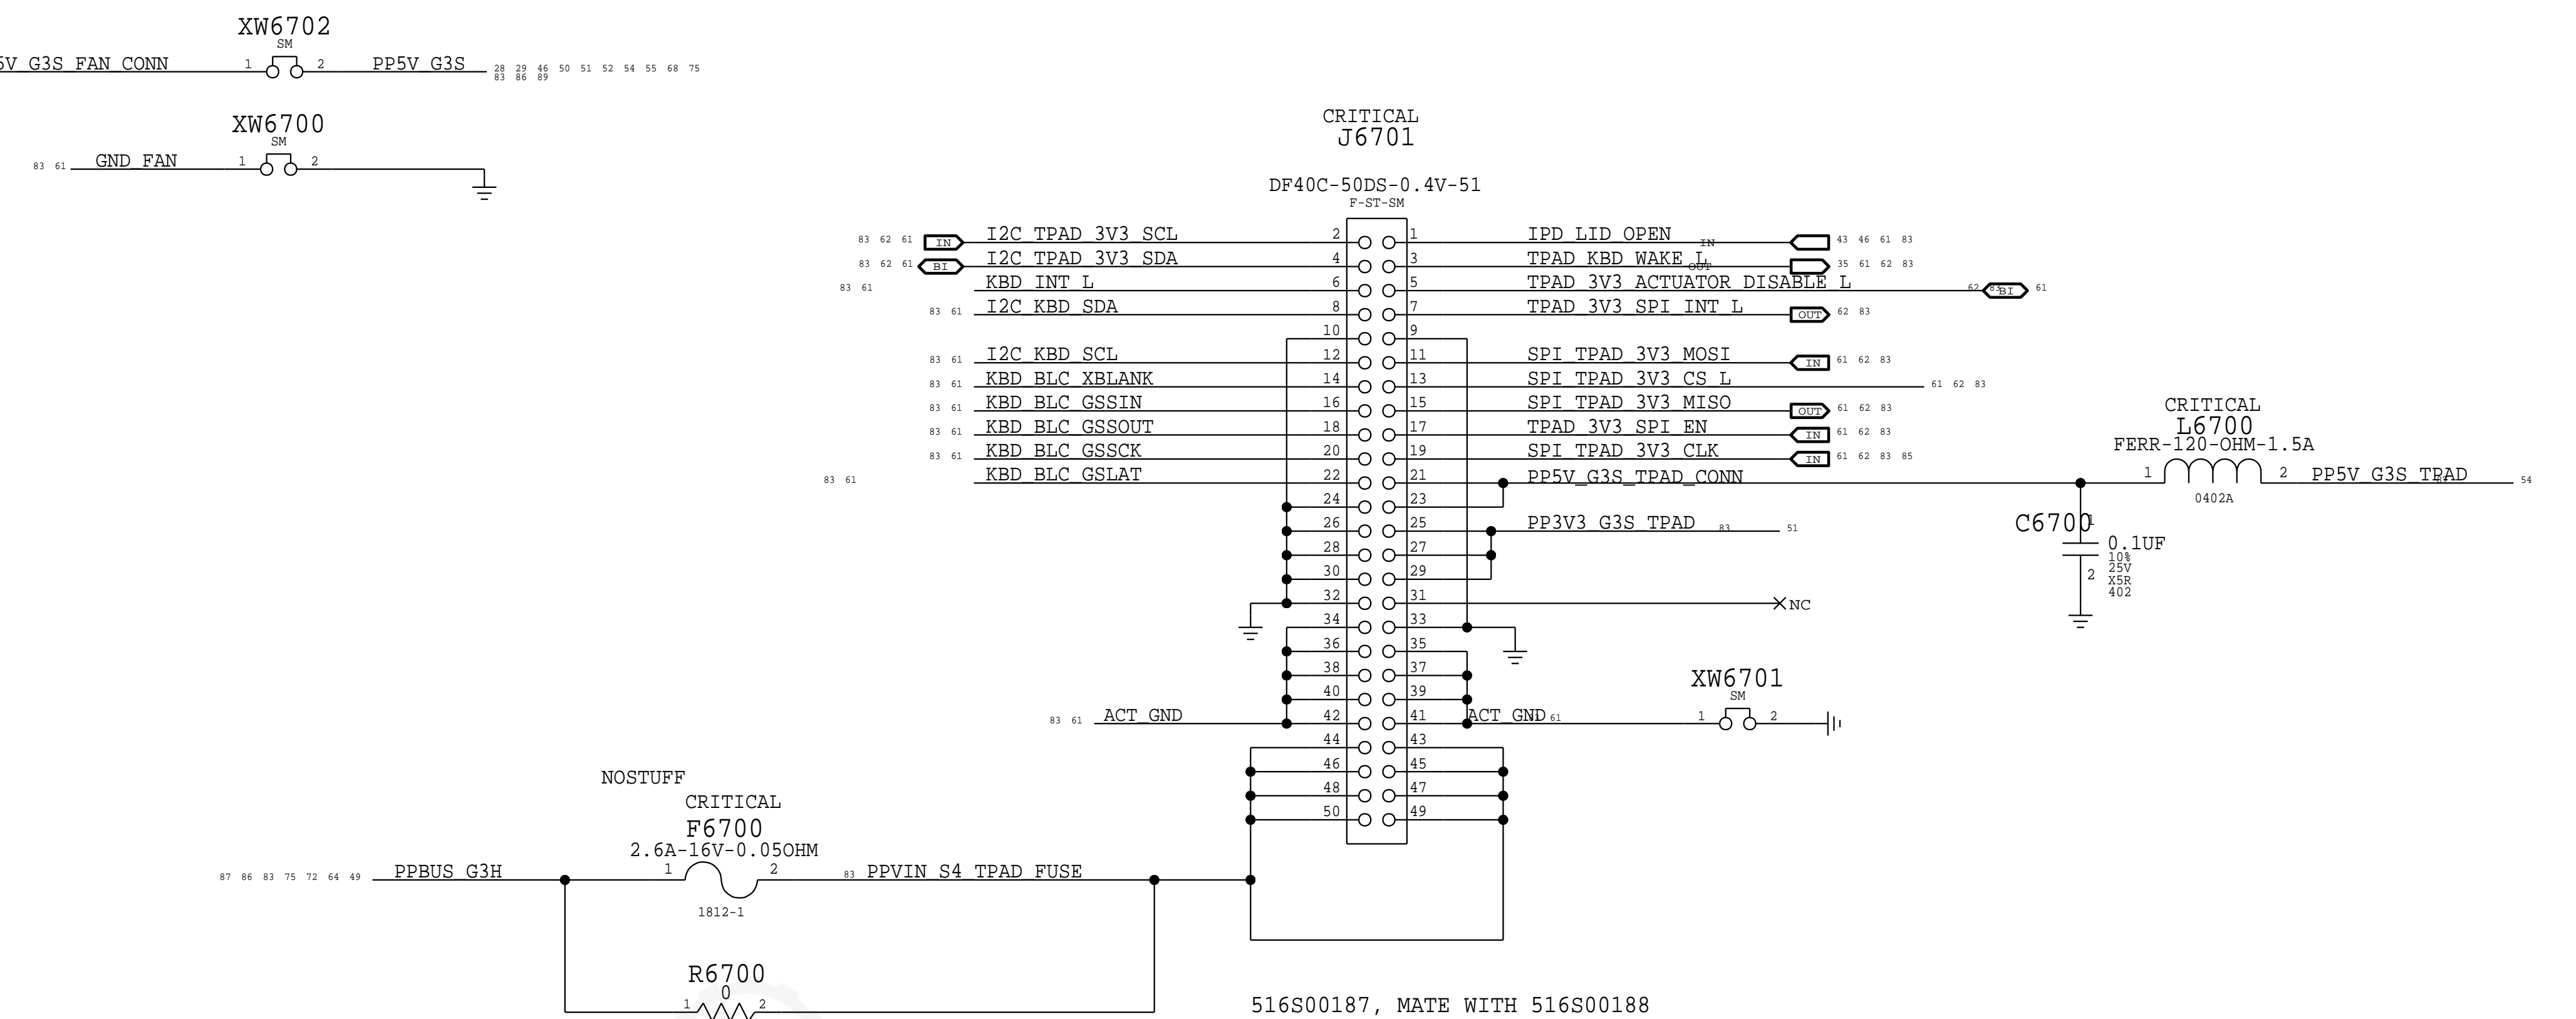 XW6702
SM
5V_G3S_FAN_CONN 1 2 PP5V_G3S 28 29 46 50 51 52 54 55 68 75
83 86 89
XW6700
SM
83 61 GND_FAN 1 2
CRITICAL
J6701
DF40C-50DS-0.4V-51
F-ST-SM
83 62 61 IN I2C_TPAD_3V3_SCL 2 1 IPD_LID_OPEN IN 43 46 61 83
83 62 61 BI I2C_TPAD_3V3_SDA 4 3 TPAD_KBD_WAKE_L OUT 35 61 62 83
83 61 KBD_INT_L 6 5 TPAD_3V3_ACTUATOR_DISABLE_L 62 83 BI 61
83 61 I2C_KBD_SDA 8 7 TPAD_3V3_SPI_INT_L OUT 62 83
10 9
83 61 I2C_KBD_SCL 12 11 SPI_TPAD_3V3_MOSI IN 61 62 83
83 61 KBD_BLC_XBLANK 14 13 SPI_TPAD_3V3_CS_L 61 62 83
83 61 KBD_BLC_GSSIN 16 15 SPI_TPAD_3V3_MISO OUT 61 62 83
83 61 KBD_BLC_GSSOUT 18 17 TPAD_3V3_SPI_EN IN 61 62 83
83 61 KBD_BLC_GSSCK 20 19 SPI_TPAD_3V3_CLK IN 61 62 83 85
83 61 KBD_BLC_GSLAT 22 21 PP5V_G3S_TPAD_CONN
CRITICAL
L6700
FERR-120-OHM-1.5A
1 2 PP5V_G3S_TPAD 54
0402A
24 23
26 25 PP3V3_G3S_TPAD 83 51
28 27
30 29
32 31 NC
34 33
36 35
38 37
40 39
C6700 1
0.1UF
10%
25V
2 X5R
402
XW6701
SM
83 61 ACT_GND 42 41 ACT_GND 61 1 2
44 43
46 45
48 47
50 49
NOSTUFF
CRITICAL
F6700
2.6A-16V-0.05OHM
87 86 83 75 72 64 49 PPBUS_G3H 1 2 83 PPVIN_S4_TPAD_FUSE
1812-1
R6700
0
1 2
516S00187, MATE WITH 516S00188